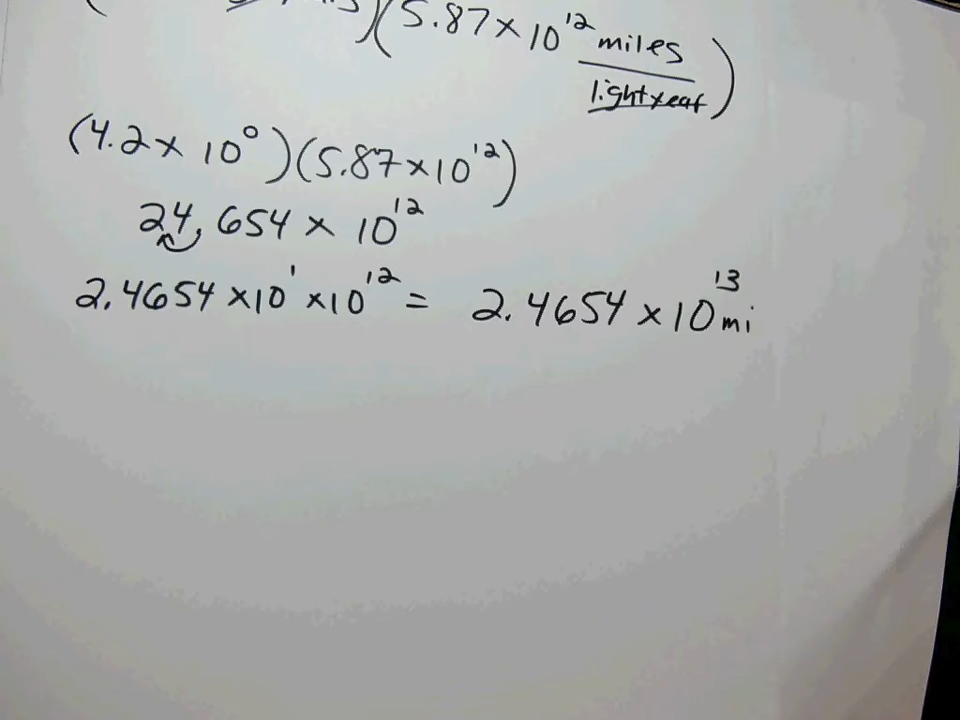 )(5.87 × 10¹² miles / lightyear)
(4.2 × 10⁰)(5.87 × 10¹²)
24,654 × 10¹²
2.4654 × 10¹ × 10¹² = 2.4654 × 10¹³ mi